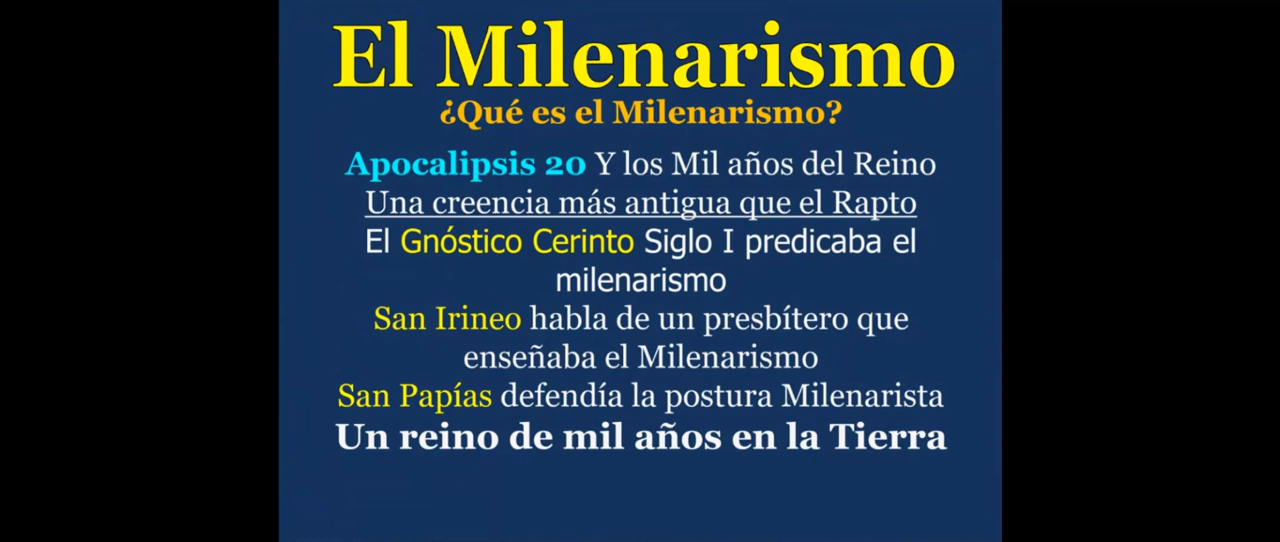 El Milenarismo
¿Qué es el Milenarismo?
Apocalipsis 20 Y los Mil años del Reino
Una creencia más antigua que el Rapto
El Gnóstico Cerinto Siglo I predicaba el
milenarismo
San Irineo habla de un presbítero que
enseñaba el Milenarismo
San Papías defendía la postura Milenarista
Un reino de mil años en la Tierra